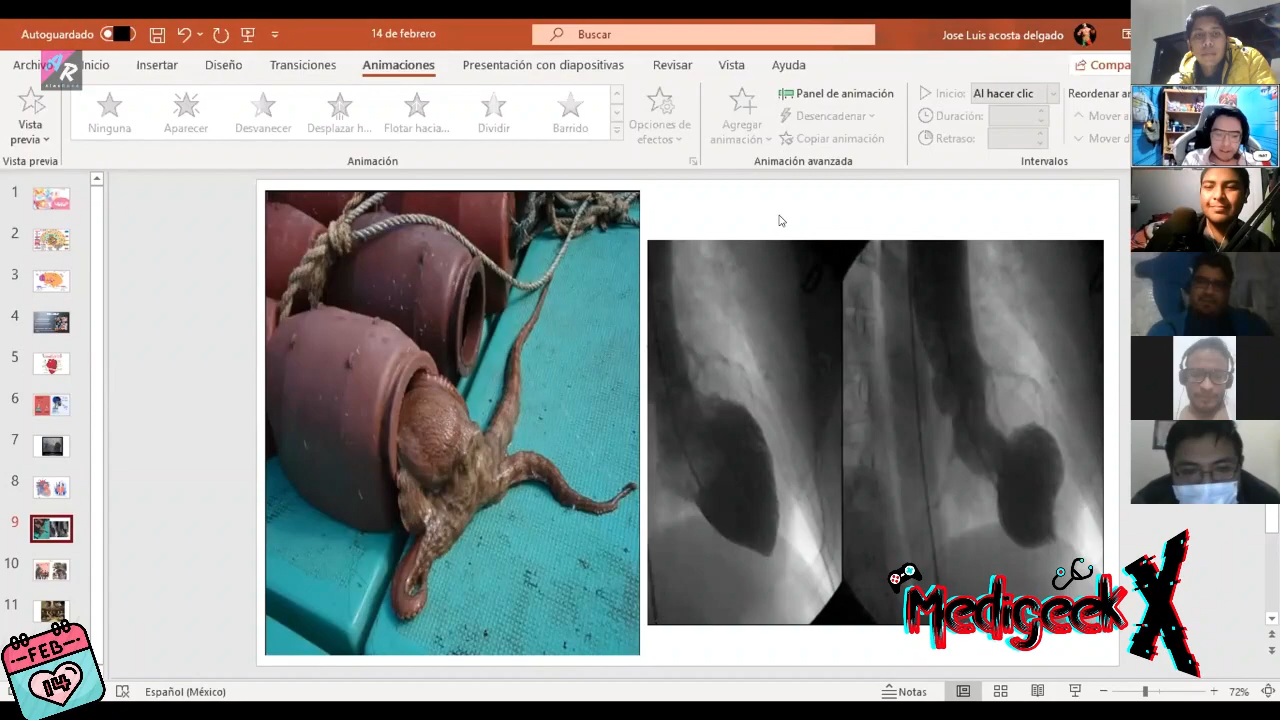 Autoguardado
14 de febrero
Buscar
Jose Luis acosta delgado
Archivo
Inicio
Insertar
Diseño
Transiciones
Animaciones
Presentación con diapositivas
Revisar
Vista
Ayuda
Compa
Vista previa
Ninguna
Aparecer
Desvanecer
Desplazar h...
Flotar hacia...
Dividir
Barrido
Opciones de efectos
Agregar animación
Panel de animación
Desencadenar
Copiar animación
Inicio: Al hacer clic
Duración:
Retraso:
Reordenar an
Mover a
Mover d
Vista previa
Animación
Animación avanzada
Intervalos
AR
1
2
3
4
5
6
7
8
9
10
11
MedigeekX
FEB
14
Español (México)
Notas
72%